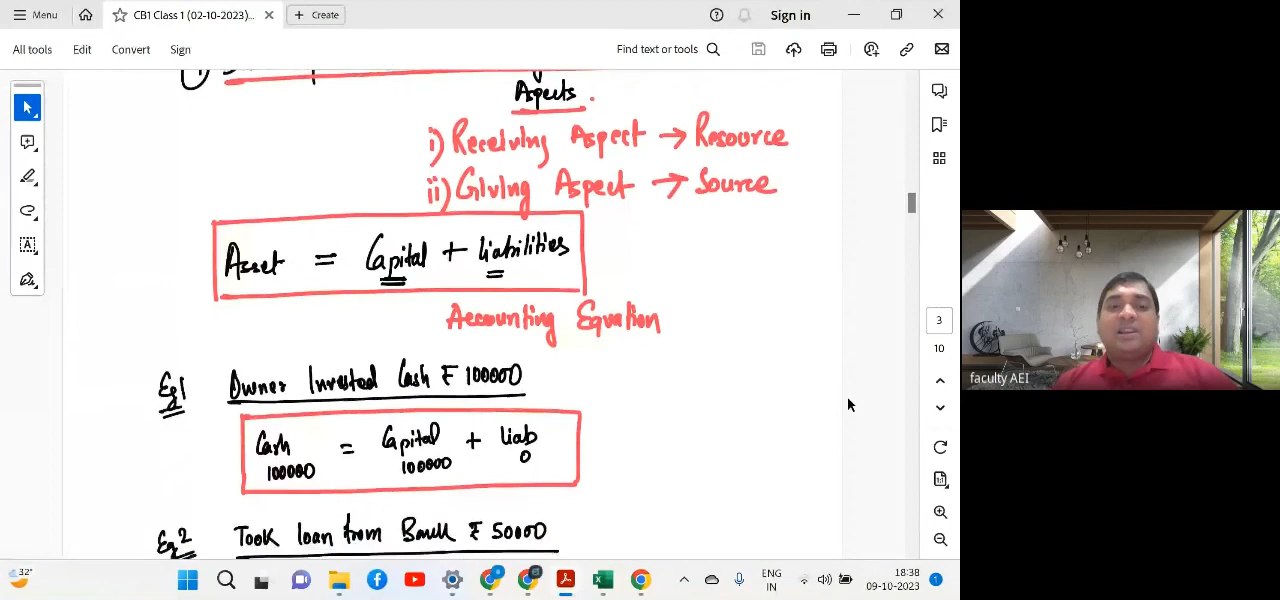 Menu
CB1 Class 1 (02-10-2023)...
Create
Sign in
All tools
Edit
Convert
Sign
Find text or tools
Aspects.
i) Receiving Aspect → Resource
ii) Giving Aspect → Source
Asset = Capital + liabilities
Accounting Equation
Eg1 Owner Invested Cash ₹ 100000
Cash = Capital + liab
100000 100000 0
Eg2 Took loan from Bank ₹ 50000
3
10
faculty AEI
32°
ENG
IN
18:38
09-10-2023
1